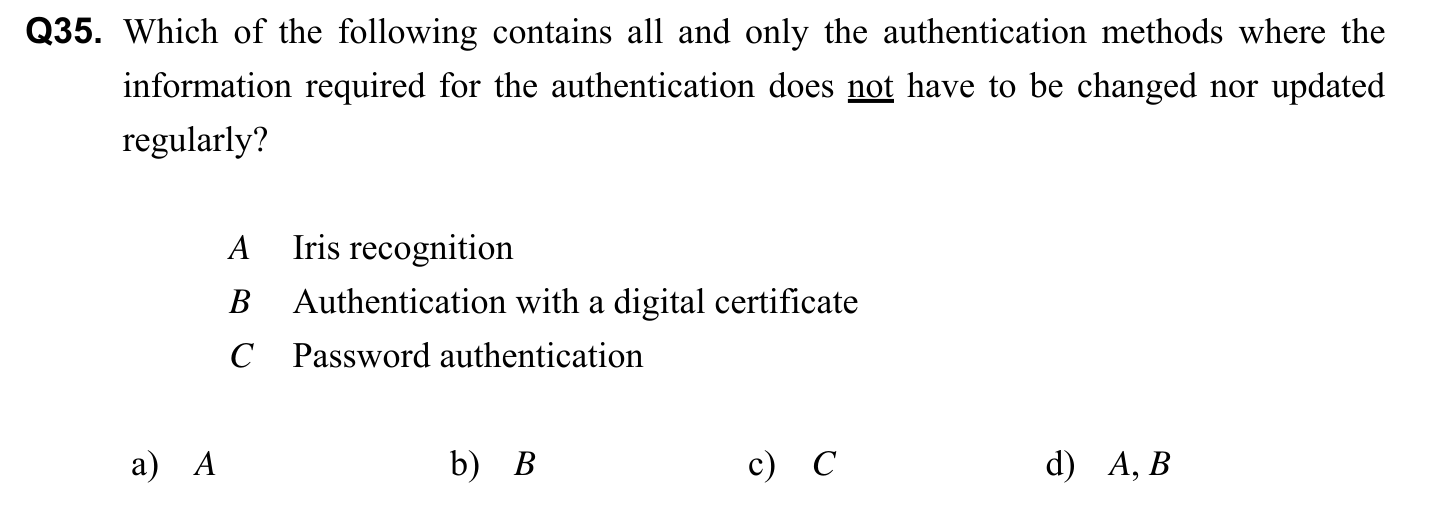 Q35. Which of the following contains all and only the authentication methods where the
information required for the authentication does not have to be changed nor updated
regularly?
A Iris recognition
B Authentication with a digital certificate
C Password authentication
a) A b) B c) C d) A, B